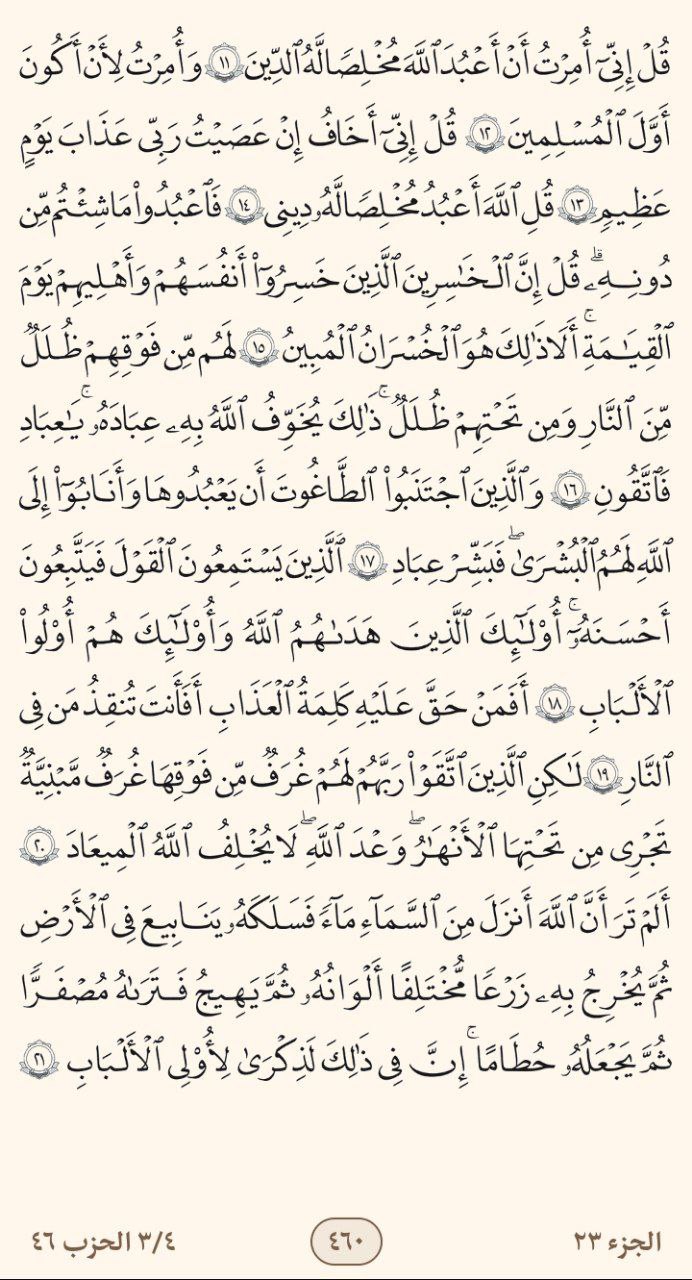 قُلْ إِنِّىٓ أُمِرْتُ أَنْ أَعْبُدَ ٱللَّهَ مُخْلِصًا لَّهُ ٱلدِّينَ ١١ وَأُمِرْتُ لِأَنْ أَكُونَ
أَوَّلَ ٱلْمُسْلِمِينَ ١٢ قُلْ إِنِّىٓ أَخَافُ إِنْ عَصَيْتُ رَبِّى عَذَابَ يَوْمٍ
عَظِيمٍ ١٣ قُلِ ٱللَّهَ أَعْبُدُ مُخْلِصًا لَّهُۥ دِينِى ١٤ فَٱعْبُدُوا۟ مَا شِئْتُم مِّن
دُونِهِۦ ۗ قُلْ إِنَّ ٱلْخَـٰسِرِينَ ٱلَّذِينَ خَسِرُوٓا۟ أَنفُسَهُمْ وَأَهْلِيهِمْ يَوْمَ
ٱلْقِيَـٰمَةِ ۚ أَلَا ذَٰلِكَ هُوَ ٱلْخُسْرَانُ ٱلْمُبِينُ ١٥ لَهُم مِّن فَوْقِهِمْ ظُلَلٌ
مِّنَ ٱلنَّارِ وَمِن تَحْتِهِمْ ظُلَلٌ ۚ ذَٰلِكَ يُخَوِّفُ ٱللَّهُ بِهِۦ عِبَادَهُۥ ۚ يَـٰعِبَادِ
فَٱتَّقُونِ ١٦ وَٱلَّذِينَ ٱجْتَنَبُوا۟ ٱلطَّـٰغُوتَ أَن يَعْبُدُوهَا وَأَنَابُوٓا۟ إِلَى
ٱللَّهِ لَهُمُ ٱلْبُشْرَىٰ ۚ فَبَشِّرْ عِبَادِ ١٧ ٱلَّذِينَ يَسْتَمِعُونَ ٱلْقَوْلَ فَيَتَّبِعُونَ
أَحْسَنَهُۥٓ ۚ أُو۟لَـٰٓئِكَ ٱلَّذِينَ هَدَىٰهُمُ ٱللَّهُ وَأُو۟لَـٰٓئِكَ هُمْ أُو۟لُوا۟
ٱلْأَلْبَـٰبِ ١٨ أَفَمَنْ حَقَّ عَلَيْهِ كَلِمَةُ ٱلْعَذَابِ أَفَأَنتَ تُنقِذُ مَن فِى
ٱلنَّارِ ١٩ لَـٰكِنِ ٱلَّذِينَ ٱتَّقَوْا۟ رَبَّهُمْ لَهُمْ غُرَفٌ مِّن فَوْقِهَا غُرَفٌ مَّبْنِيَّةٌ
تَجْرِى مِن تَحْتِهَا ٱلْأَنْهَـٰرُ ۖ وَعْدَ ٱللَّهِ ۖ لَا يُخْلِفُ ٱللَّهُ ٱلْمِيعَادَ ٢٠
أَلَمْ تَرَ أَنَّ ٱللَّهَ أَنزَلَ مِنَ ٱلسَّمَآءِ مَآءً فَسَلَكَهُۥ يَنَـٰبِيعَ فِى ٱلْأَرْضِ
ثُمَّ يُخْرِجُ بِهِۦ زَرْعًا مُّخْتَلِفًا أَلْوَٰنُهُۥ ثُمَّ يَهِيجُ فَتَرَىٰهُ مُصْفَرًّا
ثُمَّ يَجْعَلُهُۥ حُطَـٰمًا ۚ إِنَّ فِى ذَٰلِكَ لَذِكْرَىٰ لِأُو۟لِى ٱلْأَلْبَـٰبِ ٢١
الجزء ٢٣ ٤٦٠ ٣/٤ الحزب ٤٦